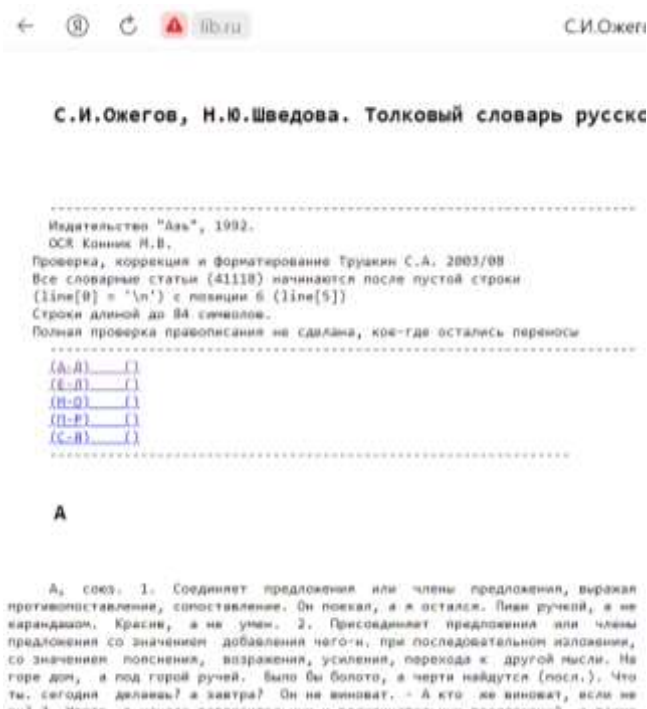 Я lib.ru С.И.Ожего
С.И.Ожегов, Н.Ю.Шведова. Толковый словарь русско
Издательство "Азъ", 1992.
OCR Конник М.В.
Проверка, коррекция и форматирование Трушкин С.А. 2003/08
Все словарные статьи (41118) начинаются после пустой строки
(line[0] = '\n') с позиции 6 (line[5])
Строки длиной до 84 символов.
Полная проверка правописания не сделана, кое-где остались переносы
(А-Д) ()
(Е-Л) ()
(М-О) ()
(П-Р) ()
(С-Я) ()
А
А, союз. 1. Соединяет предложения или члены предложения, выражая
противопоставление, сопоставление. Он поехал, а я остался. Пиши ручкой, а не
карандашом. Красив, а не умен. 2. Присоединяет предложения или члены
предложения со значением добавления чего-н. при последовательном изложении,
со значением пояснения, возражения, усиления, перехода к другой мысли. На
горе дом, а под горой ручей. Было бы болото, а черти найдутся (посл.). Что
ты. сегодня делаешь? а завтра? Он не виноват. - А кто же виноват, если не